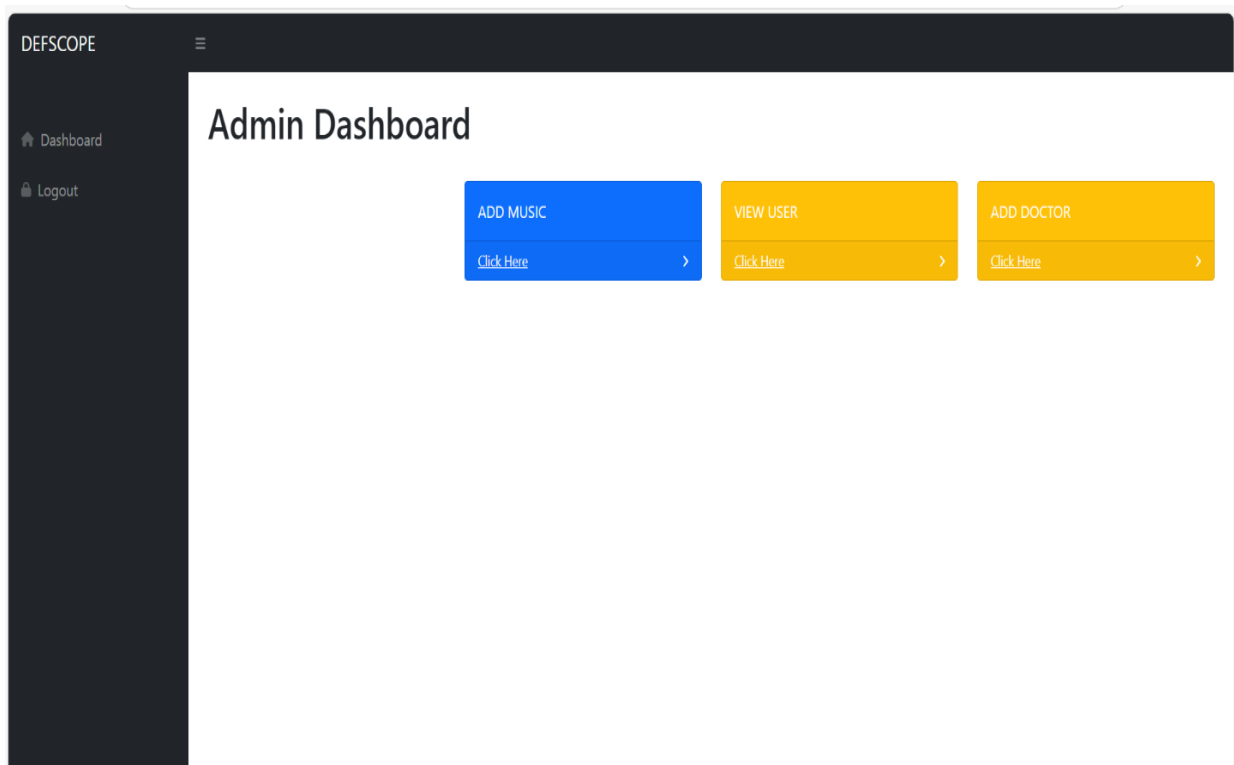 DEFSCOPE
Dashboard
Logout
Admin Dashboard
ADD MUSIC
Click Here
VIEW USER
Click Here
ADD DOCTOR
Click Here